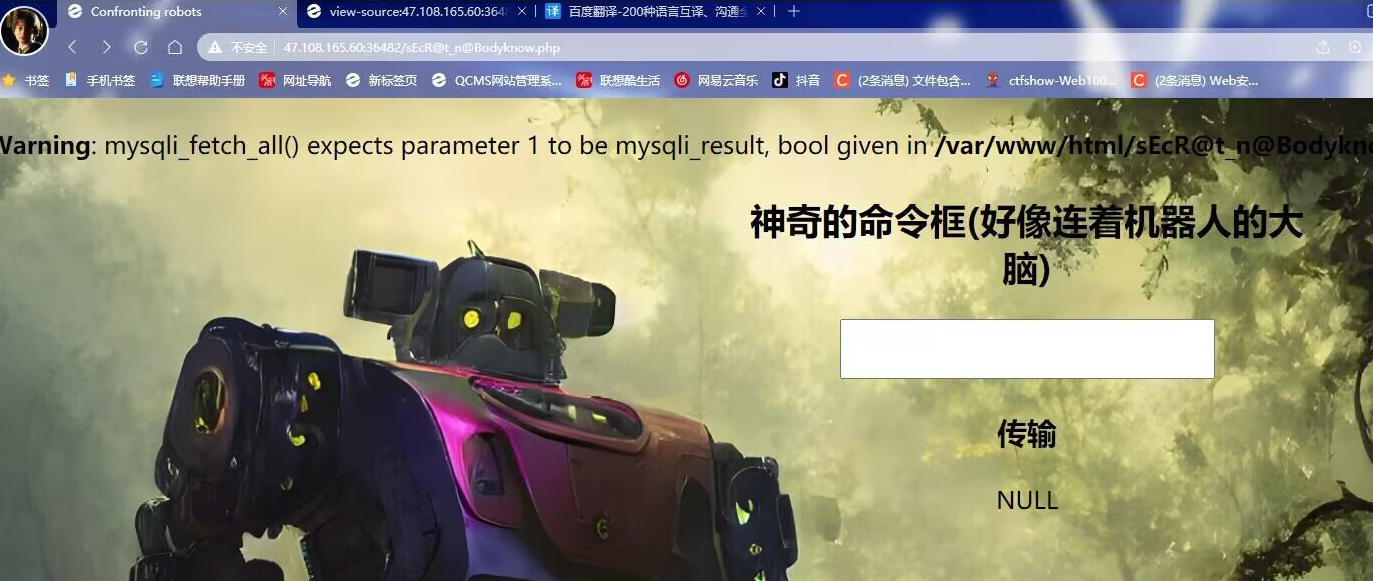 Confronting robots
view-source:47.108.165.60:364
百度翻译-200种语言互译、沟通全
不安全 47.108.165.60:36482/sEcR@t_n@Bodyknow.php
书签 手机书签 联想帮助手册 网址导航 新标签页 QCMS网站管理系... 联想酷生活 网易云音乐 抖音 (2条消息) 文件包含... ctfshow-Web100... (2条消息) Web安...
Warning: mysqli_fetch_all() expects parameter 1 to be mysqli_result, bool given in /var/www/html/sEcR@t_n@Bodykno
神奇的命令框(好像连着机器人的大
脑)
传输
NULL